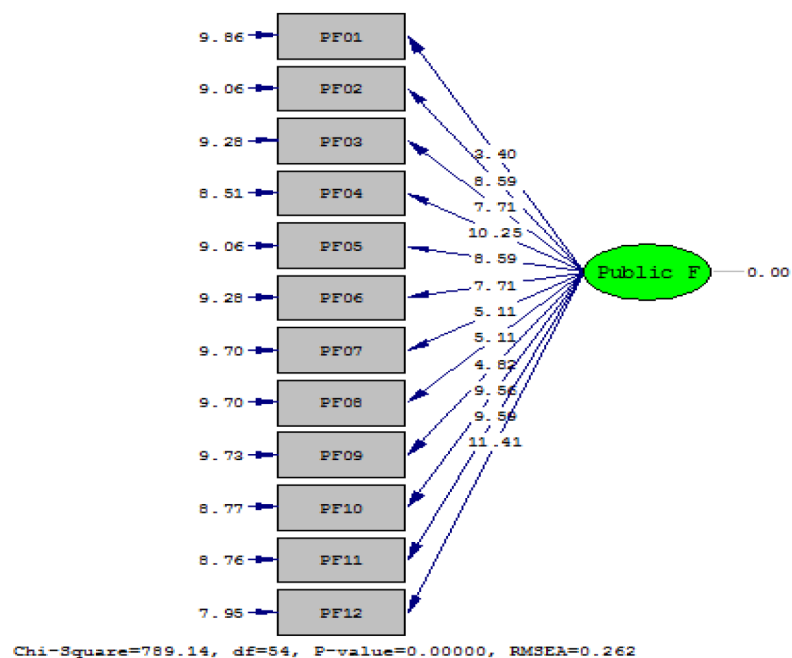 9.86 PF01
9.06 PF02
9.28 PF03
3.40
8.51 PF04
8.59
7.71
10.25
9.06 PF05
8.59
Public F 0.00
9.28 PF06
7.71
5.11
9.70 PF07
5.11
4.82
9.70 PF08
9.56
9.59
9.73 PF09
11.41
8.77 PF10
8.76 PF11
7.95 PF12
Chi-Square=789.14, df=54, P-value=0.00000, RMSEA=0.262